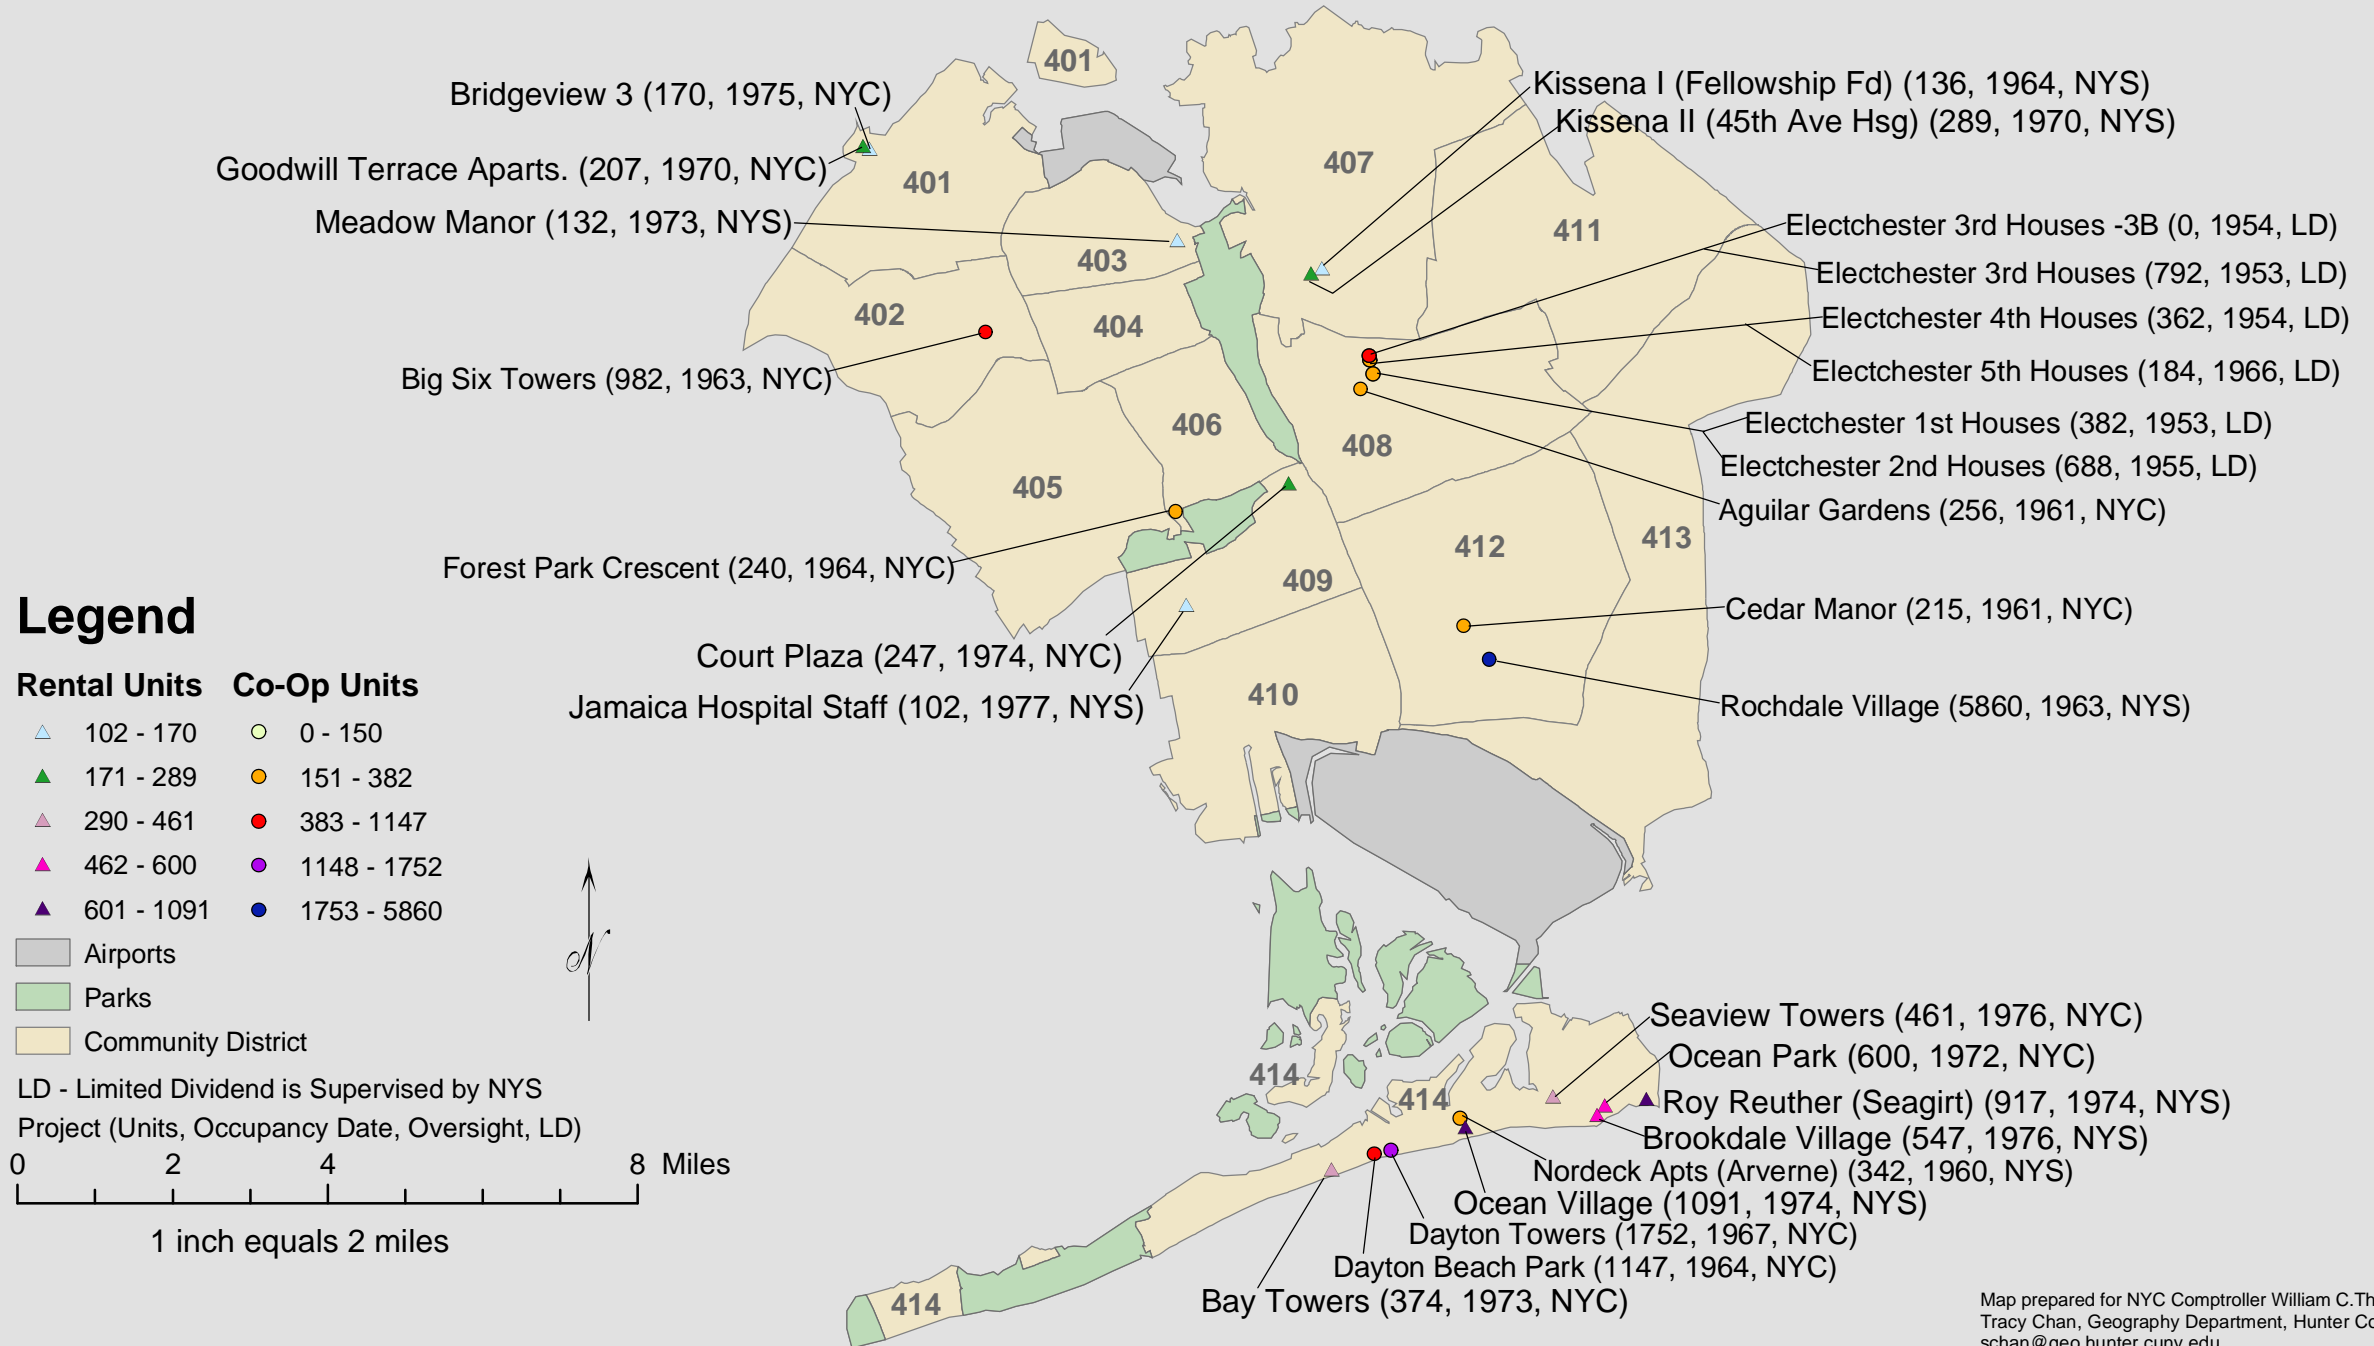 401
Bridgeview 3 (170, 1975, NYC)
Goodwill Terrace Aparts. (207, 1970, NYC)
Meadow Manor (132, 1973, NYS)
Kissena I (Fellowship Fd) (136, 1964, NYS)
Kissena II (45th Ave Hsg) (289, 1970, NYS)
407
401
411
403
402
404
Electchester 3rd Houses -3B (0, 1954, LD)
Electchester 3rd Houses (792, 1953, LD)
Electchester 4th Houses (362, 1954, LD)
Big Six Towers (982, 1963, NYC)
Electchester 5th Houses (184, 1966, LD)
406
408
Electchester 1st Houses (382, 1953, LD)
Electchester 2nd Houses (688, 1955, LD)
405
Aguilar Gardens (256, 1961, NYC)
412
413
Forest Park Crescent (240, 1964, NYC)
409
Cedar Manor (215, 1961, NYC)
Court Plaza (247, 1974, NYC)
Jamaica Hospital Staff (102, 1977, NYS)
410
Rochdale Village (5860, 1963, NYS)
Legend
Rental Units Co-Op Units
102 - 170 0 - 150
171 - 289 151 - 382
290 - 461 383 - 1147
462 - 600 1148 - 1752
601 - 1091 1753 - 5860
Airports
Parks
Community District
LD - Limited Dividend is Supervised by NYS
Project (Units, Occupancy Date, Oversight, LD)
0 2 4 8 Miles
1 inch equals 2 miles
N
414
414
Seaview Towers (461, 1976, NYC)
Ocean Park (600, 1972, NYC)
Roy Reuther (Seagirt) (917, 1974, NYS)
Brookdale Village (547, 1976, NYS)
Nordeck Apts (Arverne) (342, 1960, NYS)
Ocean Village (1091, 1974, NYS)
Dayton Towers (1752, 1967, NYC)
Dayton Beach Park (1147, 1964, NYC)
Bay Towers (374, 1973, NYC)
414
Map prepared for NYC Comptroller William C.Th
Tracy Chan, Geography Department, Hunter Co
schan@geo.hunter.cuny.edu